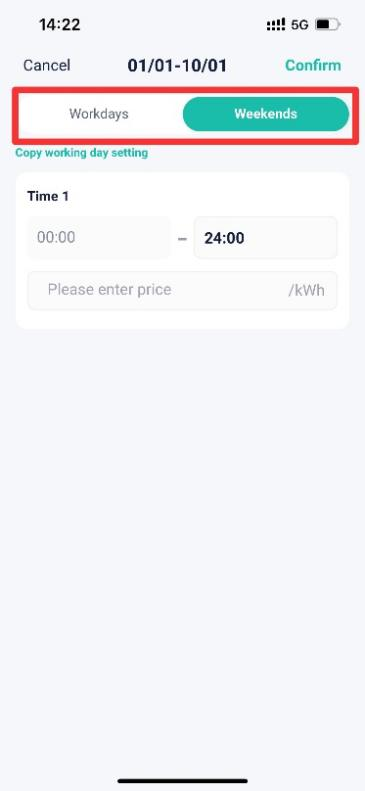 14:22 5G
Cancel 01/01-10/01 Confirm
Workdays Weekends
Copy working day setting
Time 1
00:00 – 24:00
Please enter price /kWh